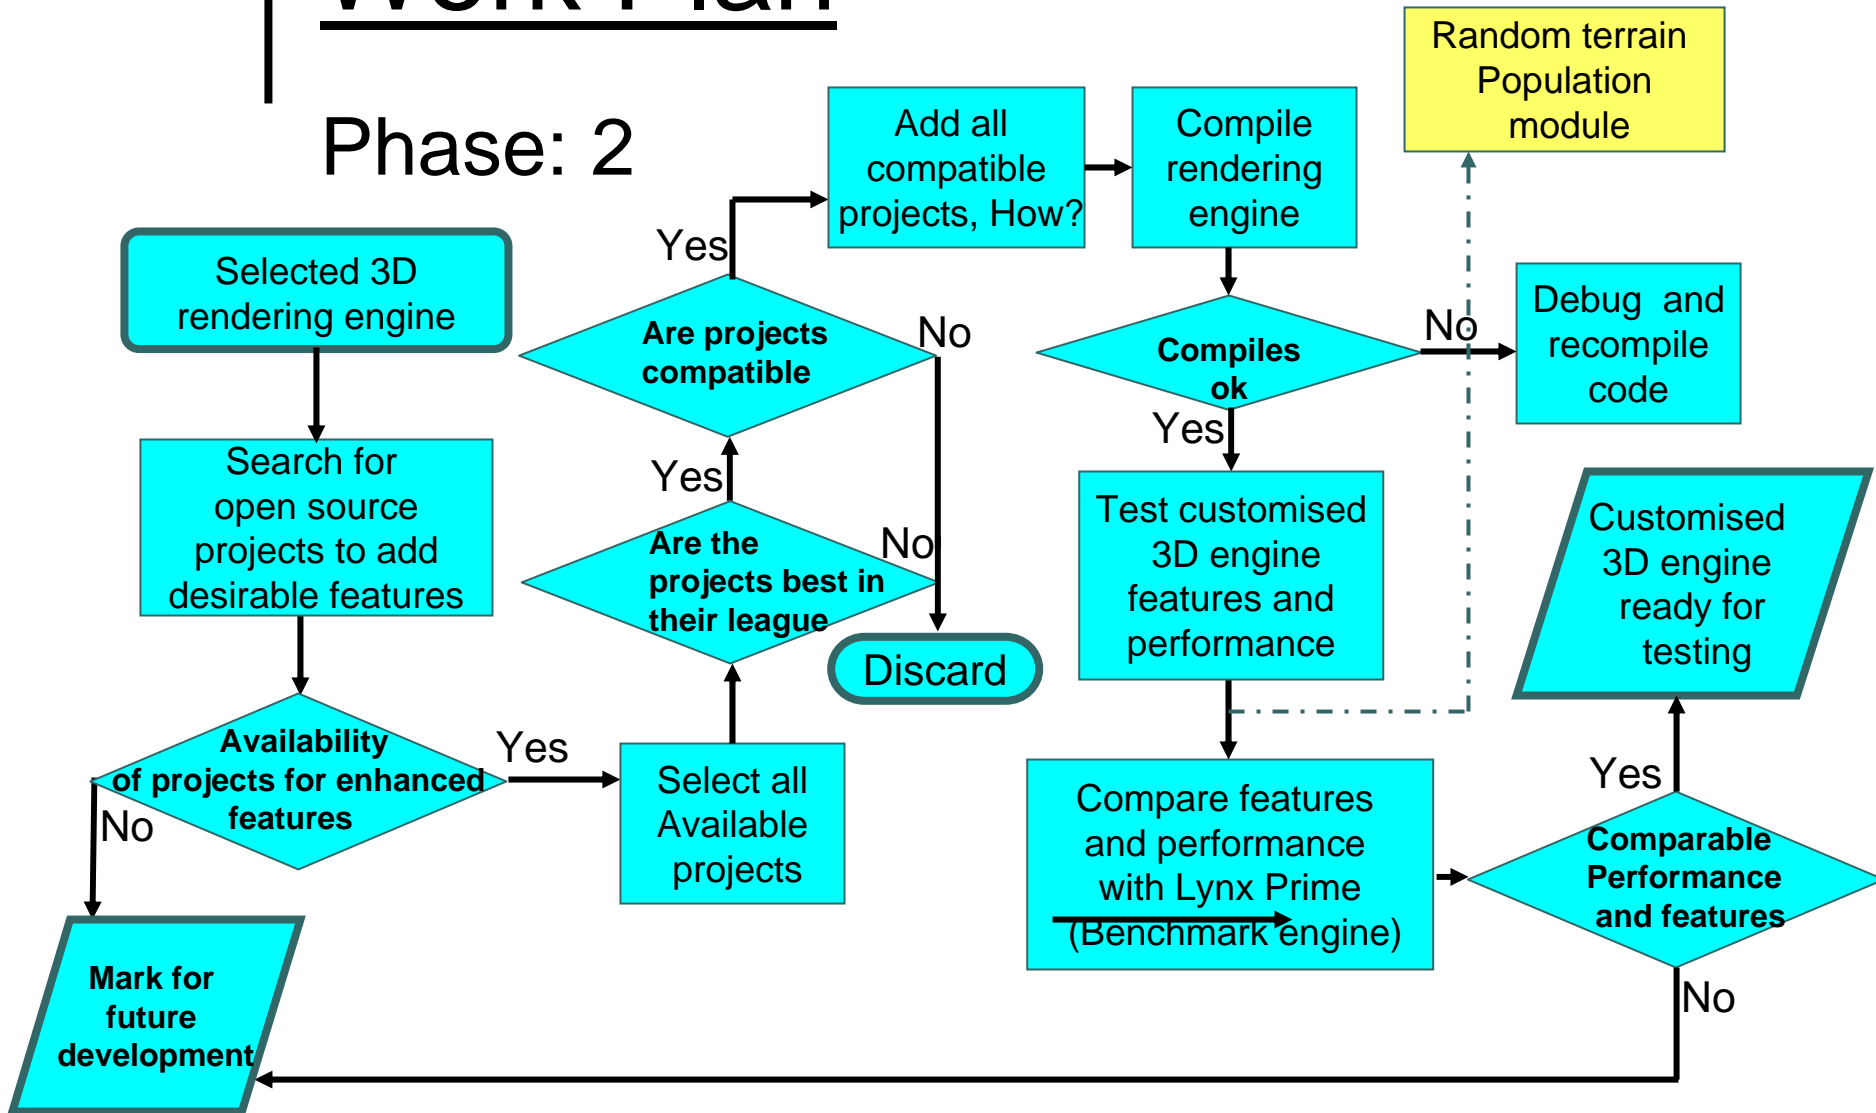 Work Plan
Phase: 2
Selected 3D
rendering engine
Search for
open source
projects to add
desirable features
Availability
of projects for enhanced
features
No
Mark for
future
development
Yes
Select all
Available
projects
Are the
projects best in
their league
No
Yes
Are projects
compatible
No
Discard
Yes
Add all
compatible
projects, How?
Compile
rendering
engine
Compiles
ok
No
Debug and
recompile
code
Yes
Test customised
3D engine
features and
performance
Random terrain
Population
module
Compare features
and performance
with Lynx Prime
(Benchmark engine)
Comparable
Performance
and features
Yes
Customised
3D engine
ready for
testing
No